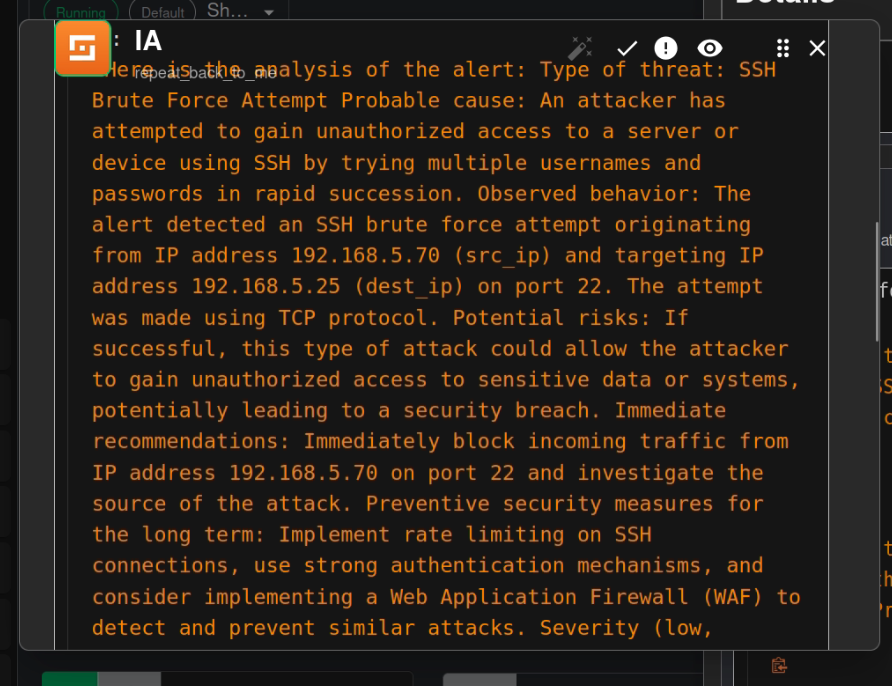 Running
Default
Sh...
IA
repeat_back_to_me
"Here is the analysis of the alert: Type of threat: SSH
Brute Force Attempt Probable cause: An attacker has
attempted to gain unauthorized access to a server or
device using SSH by trying multiple usernames and
passwords in rapid succession. Observed behavior: The
alert detected an SSH brute force attempt originating
from IP address 192.168.5.70 (src_ip) and targeting IP
address 192.168.5.25 (dest_ip) on port 22. The attempt
was made using TCP protocol. Potential risks: If
successful, this type of attack could allow the attacker
to gain unauthorized access to sensitive data or systems,
potentially leading to a security breach. Immediate
recommendations: Immediately block incoming traffic from
IP address 192.168.5.70 on port 22 and investigate the
source of the attack. Preventive security measures for
the long term: Implement rate limiting on SSH
connections, use strong authentication mechanisms, and
consider implementing a Web Application Firewall (WAF) to
detect and prevent similar attacks. Severity (low,